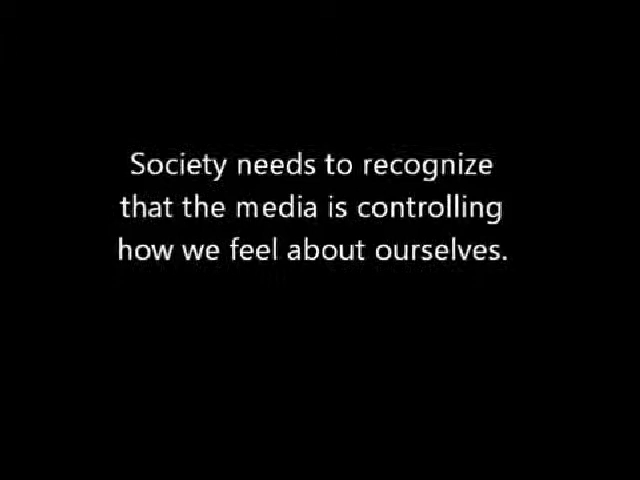 Society needs to recognize
that the media is controlling
how we feel about ourselves.